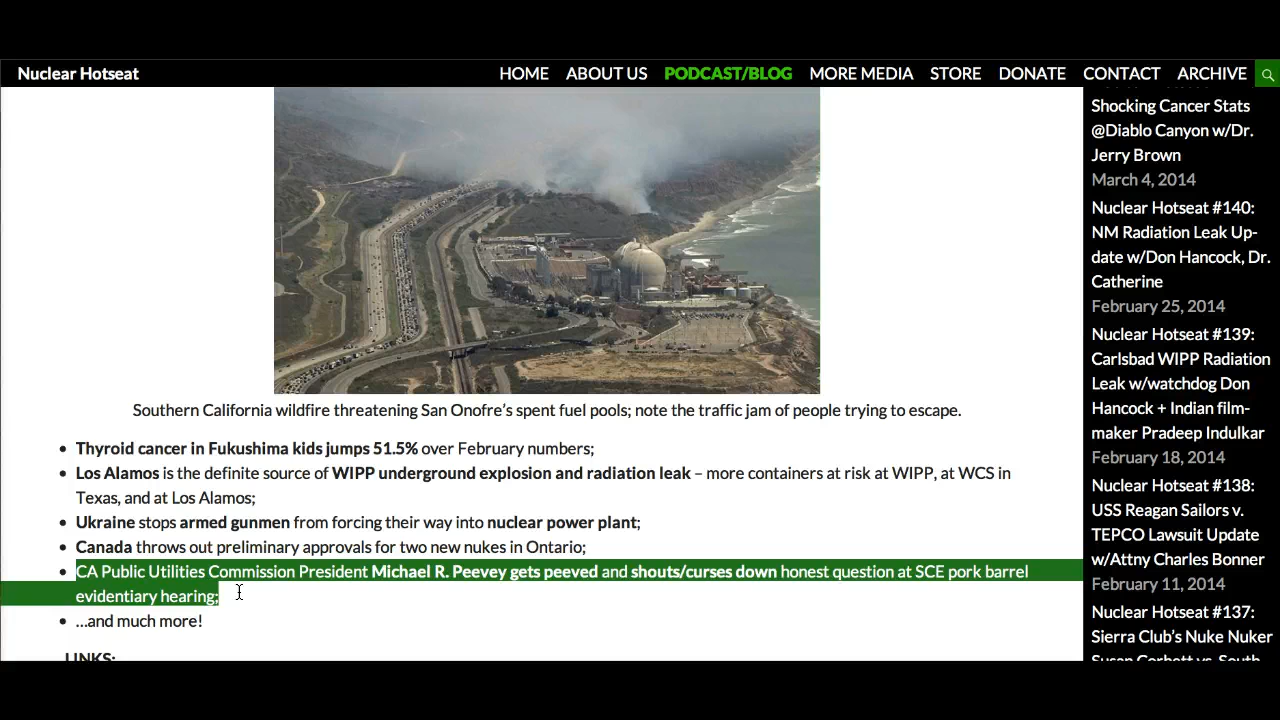 Nuclear Hotseat
HOME ABOUT US PODCAST/BLOG MORE MEDIA STORE DONATE CONTACT ARCHIVE
Southern California wildfire threatening San Onofre’s spent fuel pools; note the traffic jam of people trying to escape.
• Thyroid cancer in Fukushima kids jumps 51.5% over February numbers;
• Los Alamos is the definite source of WIPP underground explosion and radiation leak – more containers at risk at WIPP, at WCS in
Texas, and at Los Alamos;
• Ukraine stops armed gunmen from forcing their way into nuclear power plant;
• Canada throws out preliminary approvals for two new nukes in Ontario;
• CA Public Utilities Commission President Michael R. Peevey gets peeved and shouts/curses down honest question at SCE pork barrel
evidentiary hearing;
• …and much more!
LINKS:
Shocking Cancer Stats
@Diablo Canyon w/Dr.
Jerry Brown
March 4, 2014
Nuclear Hotseat #140:
NM Radiation Leak Up-
date w/Don Hancock, Dr.
Catherine
February 25, 2014
Nuclear Hotseat #139:
Carlsbad WIPP Radiation
Leak w/watchdog Don
Hancock + Indian film-
maker Pradeep Indulkar
February 18, 2014
Nuclear Hotseat #138:
USS Reagan Sailors v.
TEPCO Lawsuit Update
w/Attny Charles Bonner
February 11, 2014
Nuclear Hotseat #137:
Sierra Club’s Nuke Nuker
Susan Corbett vs. South